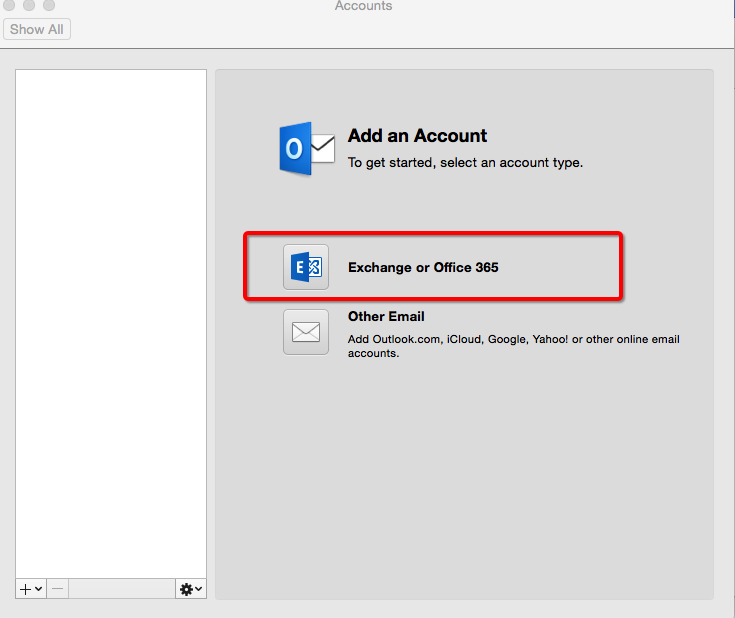 Accounts
Show All
Add an Account
To get started, select an account type.
Exchange or Office 365
Other Email
Add Outlook.com, iCloud, Google, Yahoo! or other online email
accounts.